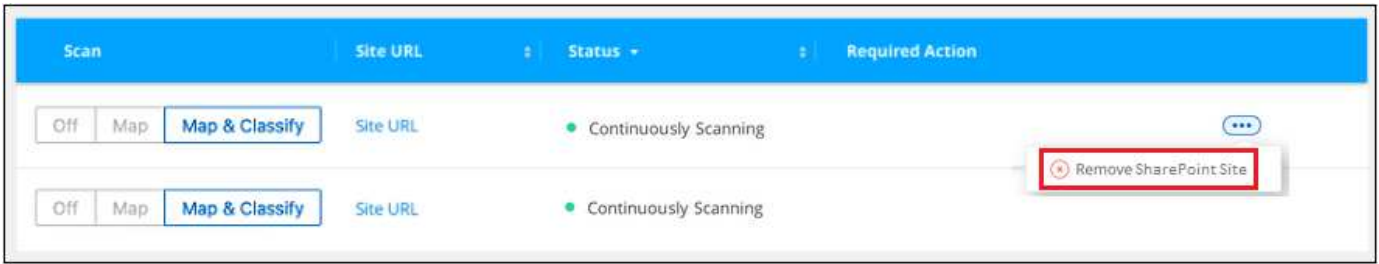 Scan Site URL Status Required Action
Off Map Map & Classify Site URL Continuously Scanning
Remove SharePoint Site
Off Map Map & Classify Site URL Continuously Scanning